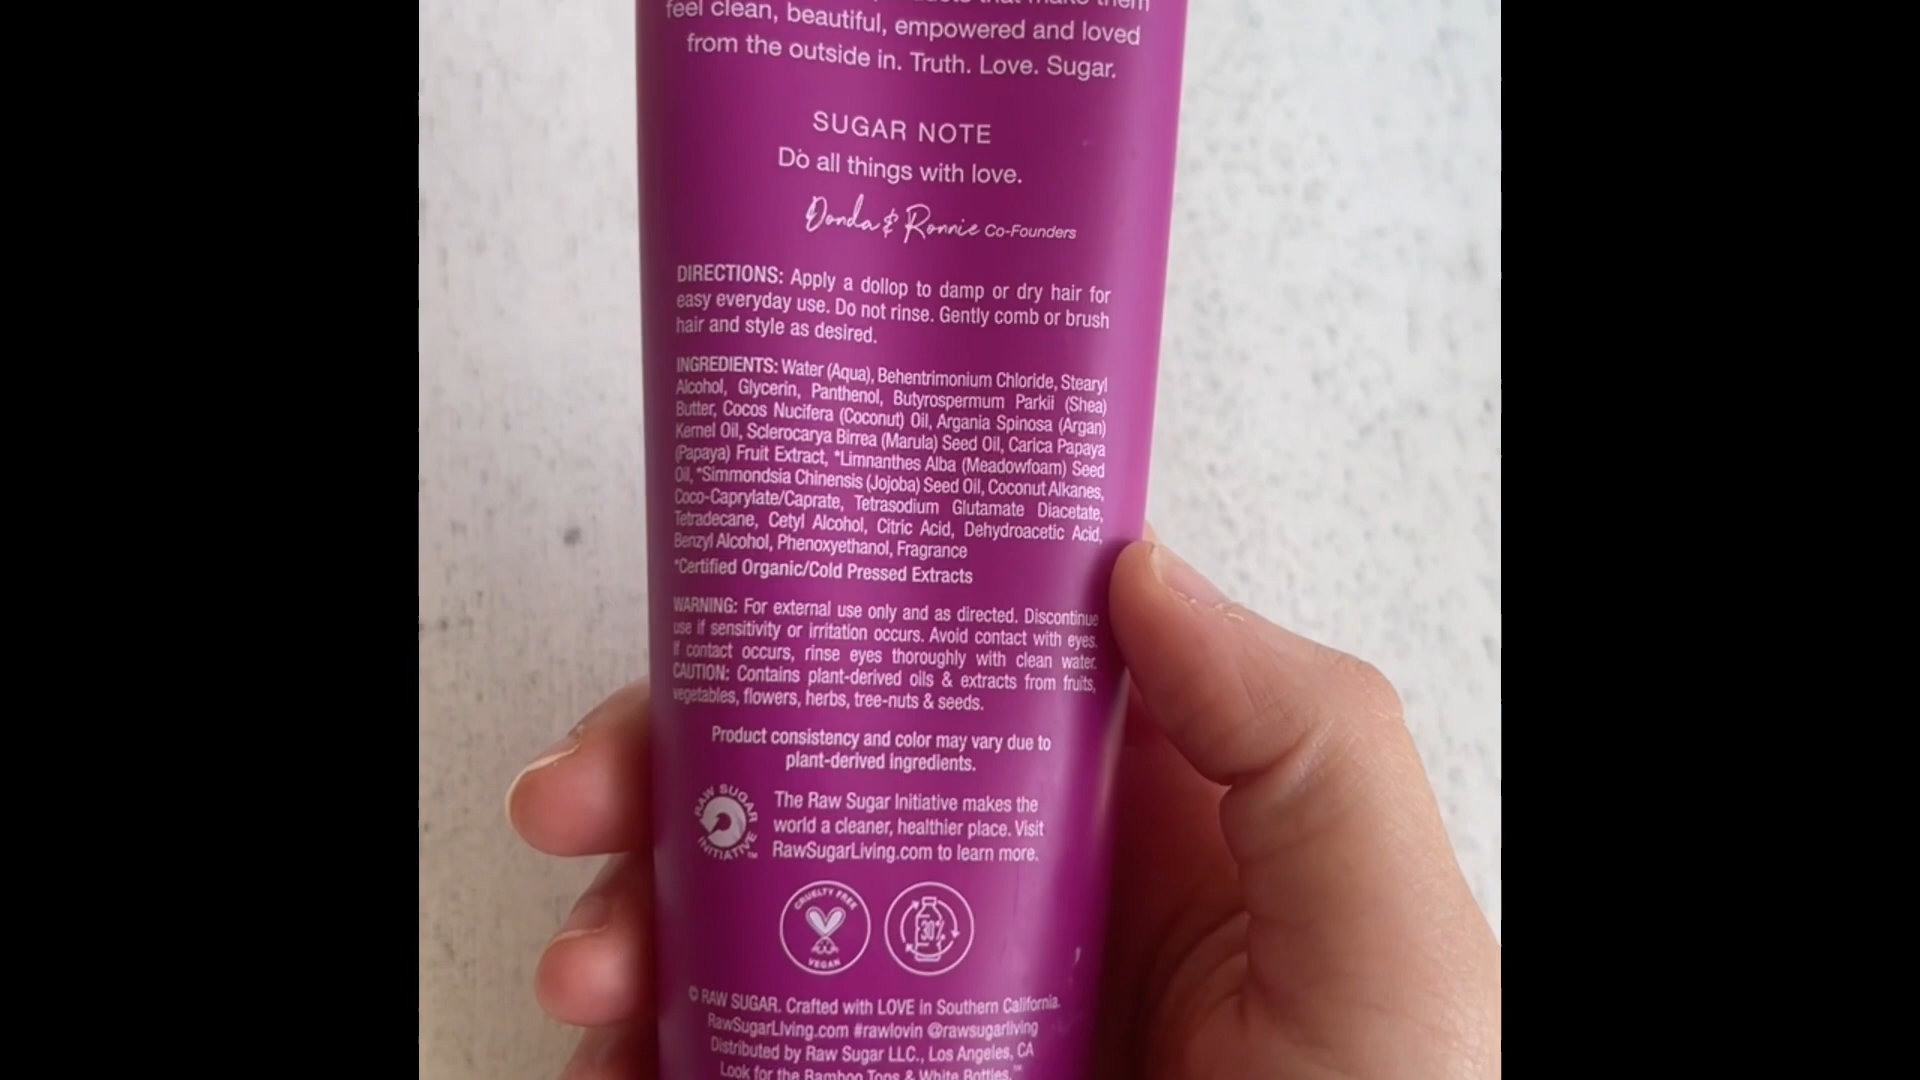 that make them
feel clean, beautiful, empowered and loved
from the outside in. Truth. Love. Sugar.
SUGAR NOTE
Do all things with love.
Donda & Ronnie Co-Founders
DIRECTIONS: Apply a dollop to damp or dry hair for
easy everyday use. Do not rinse. Gently comb or brush
hair and style as desired.
INGREDIENTS: Water (Aqua), Behentrimonium Chloride, Stearyl
Alcohol, Glycerin, Panthenol, Butyrospermum Parkii (Shea)
Butter, Cocos Nucifera (Coconut) Oil, Argania Spinosa (Argan)
Kernel Oil, Sclerocarya Birrea (Marula) Seed Oil, Carica Papaya
(Papaya) Fruit Extract, *Limnanthes Alba (Meadowfoam) Seed
Oil, *Simmondsia Chinensis (Jojoba) Seed Oil, Coconut Alkanes,
Coco-Caprylate/Caprate, Tetrasodium Glutamate Diacetate,
Tetradecane, Cetyl Alcohol, Citric Acid, Dehydroacetic Acid,
Benzyl Alcohol, Phenoxyethanol, Fragrance
*Certified Organic/Cold Pressed Extracts
WARNING: For external use only and as directed. Discontinue
use if sensitivity or irritation occurs. Avoid contact with eyes.
If contact occurs, rinse eyes thoroughly with clean water.
CAUTION: Contains plant-derived oils & extracts from fruits,
vegetables, flowers, herbs, tree-nuts & seeds.
Product consistency and color may vary due to
plant-derived ingredients.
RAW SUGAR INITIATIVE™
The Raw Sugar Initiative makes the
world a cleaner, healthier place. Visit
RawSugarLiving.com to learn more.
CRUELTY FREE
VEGAN
30%
© RAW SUGAR. Crafted with LOVE in Southern California.
RawSugarLiving.com #rawlovin @rawsugarliving
Distributed by Raw Sugar LLC., Los Angeles, CA
Look for the Bamboo Tops & White Bottles.™